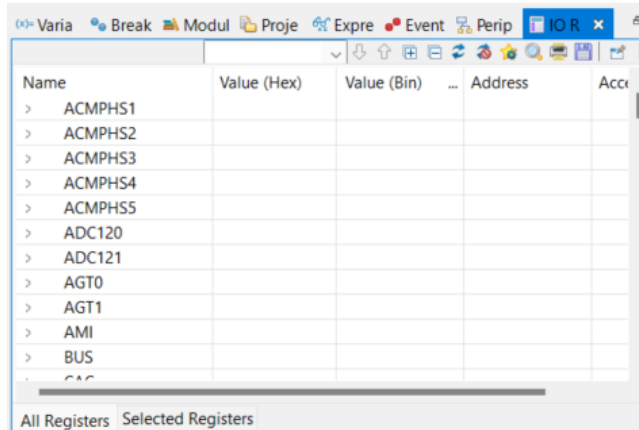 (x)= Varia Break Modul Proje Expre Event Perip IO R
Name Value (Hex) Value (Bin) ... Address Acce
ACMPHS1
ACMPHS2
ACMPHS3
ACMPHS4
ACMPHS5
ADC120
ADC121
AGT0
AGT1
AMI
BUS
CAC
All Registers Selected Registers